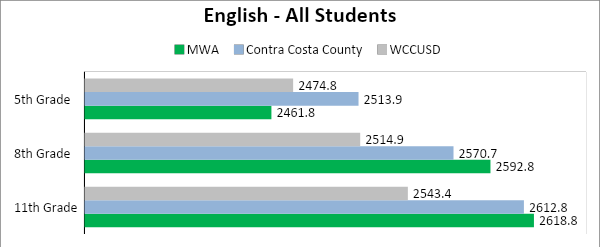 English - All Students
MWA Contra Costa County WCCUSD
2474.8
5th Grade 2513.9
2461.8
2514.9
8th Grade 2570.7
2592.8
2543.4
11th Grade 2612.8
2618.8